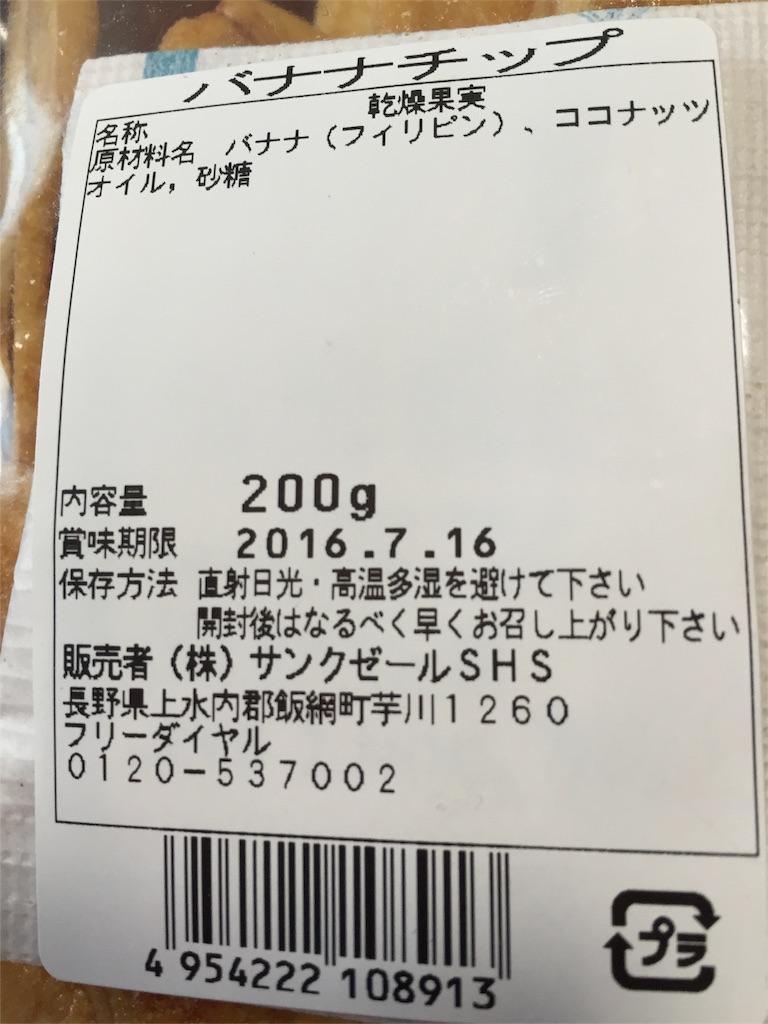 バナナチップ
名称 乾燥果実
原材料名 バナナ（フィリピン）、ココナッツ
オイル，砂糖
内容量 200g
賞味期限 2016.7.16
保存方法 直射日光・高温多湿を避けて下さい
開封後はなるべく早くお召し上がり下さい
販売者（株）サンクゼールＳＨＳ
長野県上水内郡飯綱町芋川１２６０
フリーダイヤル
０１２０－５３７００２
4 954222 108913
プラ